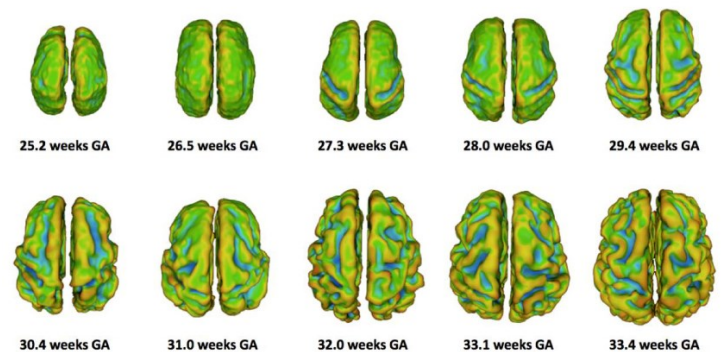 25.2 weeks GA
26.5 weeks GA
27.3 weeks GA
28.0 weeks GA
29.4 weeks GA
30.4 weeks GA
31.0 weeks GA
32.0 weeks GA
33.1 weeks GA
33.4 weeks GA